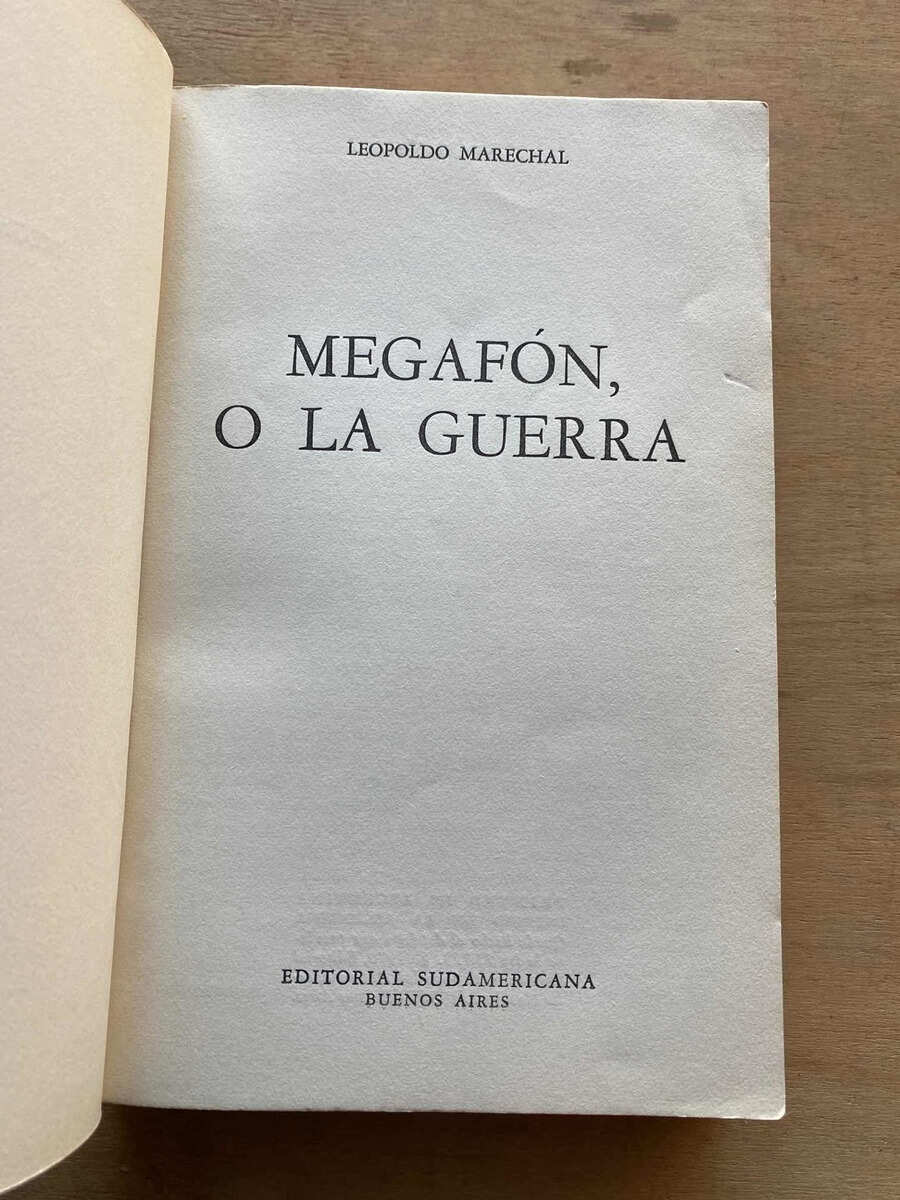 LEOPOLDO MARECHAL
MEGAFÓN,
O LA GUERRA
EDITORIAL SUDAMERICANA
BUENOS AIRES